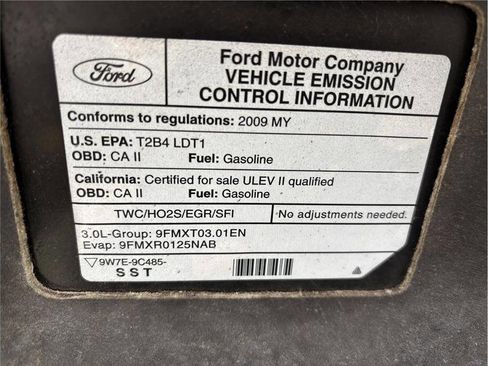 Ford
Ford Motor Company
VEHICLE EMISSION
CONTROL INFORMATION
Conforms to regulations: 2009 MY
U.S. EPA: T2B4 LDT1
OBD: CA II Fuel: Gasoline
California: Certified for sale ULEV II qualified
OBD: CA II Fuel: Gasoline
TWC/HO2S/EGR/SFI No adjustments needed.
3.0L-Group: 9FMXT03.01EN
Evap: 9FMXR0125NAB
9W7E-9C485-
SST